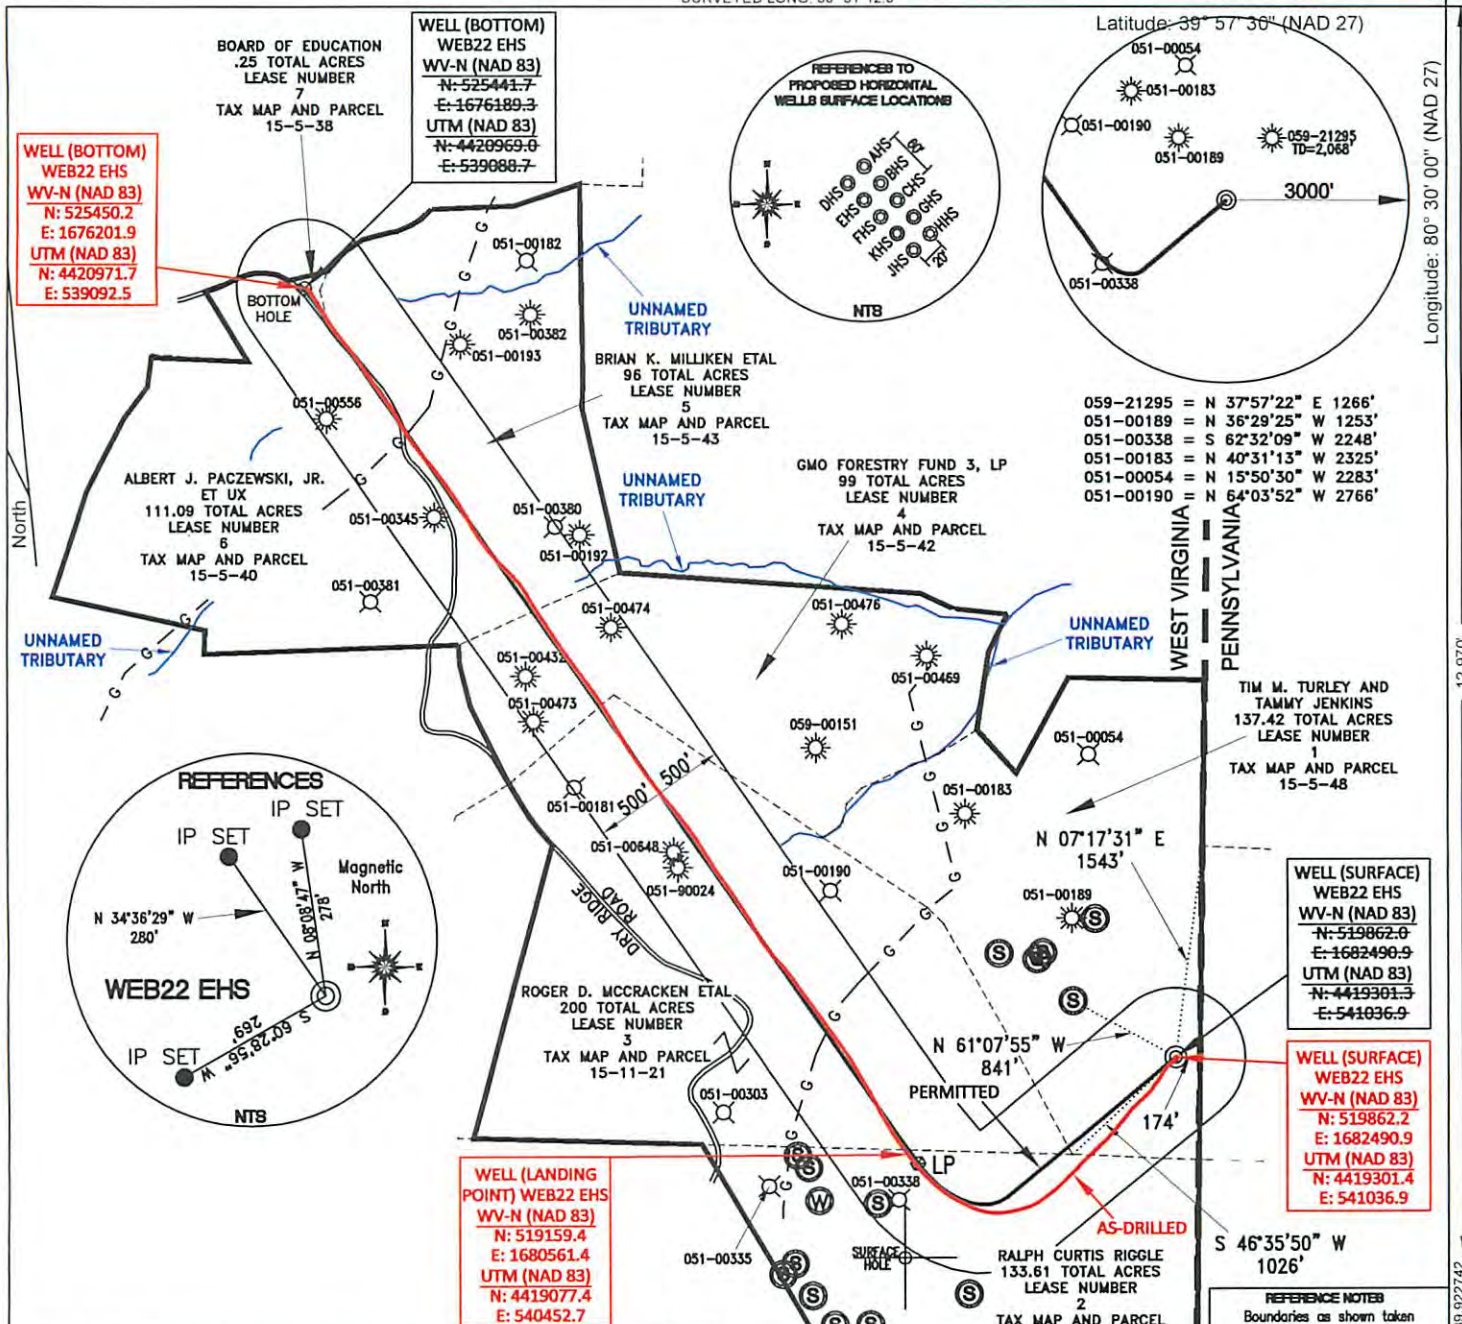 Latitude: 39° 57' 30" (NAD 27)
Longitude: 80° 30' 00" (NAD 27)
BOARD OF EDUCATION
.25 TOTAL ACRES
LEASE NUMBER
7
TAX MAP AND PARCEL
15-5-38
WELL (BOTTOM)
WEB22 EHS
WV-N (NAD 83)
N: 525441.7
E: 1676189.3
UTM (NAD 83)
N: 4420969.0
E: 539088.7
WELL (BOTTOM)
WEB22 EHS
WV-N (NAD 83)
N: 525450.2
E: 1676201.9
UTM (NAD 83)
N: 4420971.7
E: 539092.5
REFERENCES TO
PROPOSED HORIZONTAL
WELLS SURFACE LOCATIONS
AHS
60'
BHS
DHS
CHS
EHS
GHS
FHS
HHS
KHS
JHS
20'
NTS
051-00054
051-00183
051-00190
051-00189
059-21295
TD=2,068'
3000'
051-00338
059-21295 = N 37°57'22" E 1266'
051-00189 = N 36°29'25" W 1253'
051-00338 = S 62°32'09" W 2248'
051-00183 = N 40°31'13" W 2325'
051-00054 = N 15°50'30" W 2283'
051-00190 = N 64°03'52" W 2766'
WEST VIRGINIA
PENNSYLVANIA
North
BOTTOM
HOLE
051-00182
UNNAMED
TRIBUTARY
051-00382
051-00193
BRIAN K. MILLIKEN ETAL
96 TOTAL ACRES
LEASE NUMBER
5
TAX MAP AND PARCEL
15-5-43
051-00556
ALBERT J. PACZEWSKI, JR.
ET UX
111.09 TOTAL ACRES
LEASE NUMBER
6
TAX MAP AND PARCEL
15-5-40
051-00345
051-00380
051-00192
UNNAMED
TRIBUTARY
GMO FORESTRY FUND 3, LP
99 TOTAL ACRES
LEASE NUMBER
4
TAX MAP AND PARCEL
15-5-42
051-00381
UNNAMED
TRIBUTARY
051-00474
051-00476
051-00432
051-00473
051-00469
UNNAMED
TRIBUTARY
059-00151
TIM M. TURLEY AND
TAMMY JENKINS
137.42 TOTAL ACRES
LEASE NUMBER
1
TAX MAP AND PARCEL
15-5-48
051-00054
500'
500'
051-00181
051-00183
051-00648
051-90024
051-00190
DRY RIDGE
ROAD
REFERENCES
IP SET
IP SET
Magnetic
North
N 34°36'29" W
280'
N 08°08'47" W
278'
WEB22 EHS
S 60°28'56" W
269'
IP SET
NTS
N 07°17'31" E
1543'
051-00189
S
S
S
S
WELL (SURFACE)
WEB22 EHS
WV-N (NAD 83)
N: 519862.0
E: 1682490.9
UTM (NAD 83)
N: 4419301.3
E: 541036.9
ROGER D. MCCRACKEN ETAL
200 TOTAL ACRES
LEASE NUMBER
3
TAX MAP AND PARCEL
15-11-21
N 61°07'55" W
841'
PERMITTED
174'
WELL (SURFACE)
WEB22 EHS
WV-N (NAD 83)
N: 519862.2
E: 1682490.9
UTM (NAD 83)
N: 4419301.4
E: 541036.9
051-00303
LP
WELL (LANDING
POINT) WEB22 EHS
WV-N (NAD 83)
N: 519159.4
E: 1680561.4
UTM (NAD 83)
N: 4419077.4
E: 540452.7
S
S
W
051-00338
S
051-00335
SURFACE
HOLE
AS-DRILLED
S 46°35'50" W
1026'
RALPH CURTIS RIGGLE
133.61 TOTAL ACRES
LEASE NUMBER
2
TAX MAP AND PARCEL
S
S
S
REFERENCE NOTES
Boundaries as shown taken